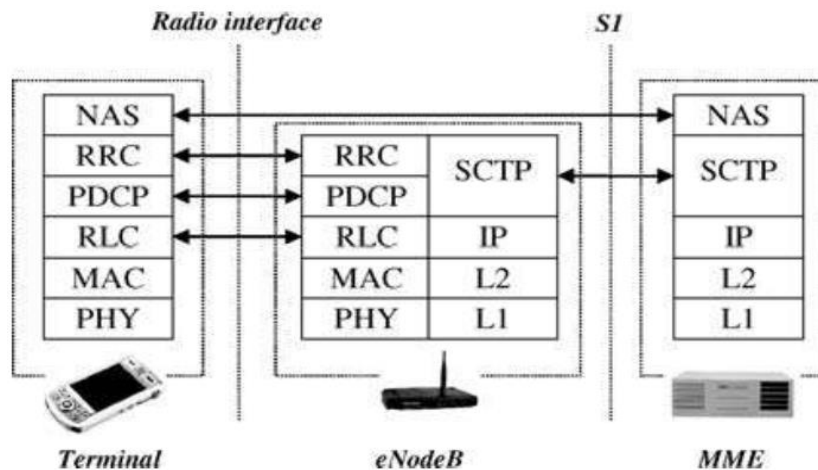 Radio interface
S1
NAS
RRC
PDCP
RLC
MAC
PHY
RRC
PDCP
RLC
MAC
PHY
SCTP
IP
L2
L1
NAS
SCTP
IP
L2
L1
Terminal
eNodeB
MME